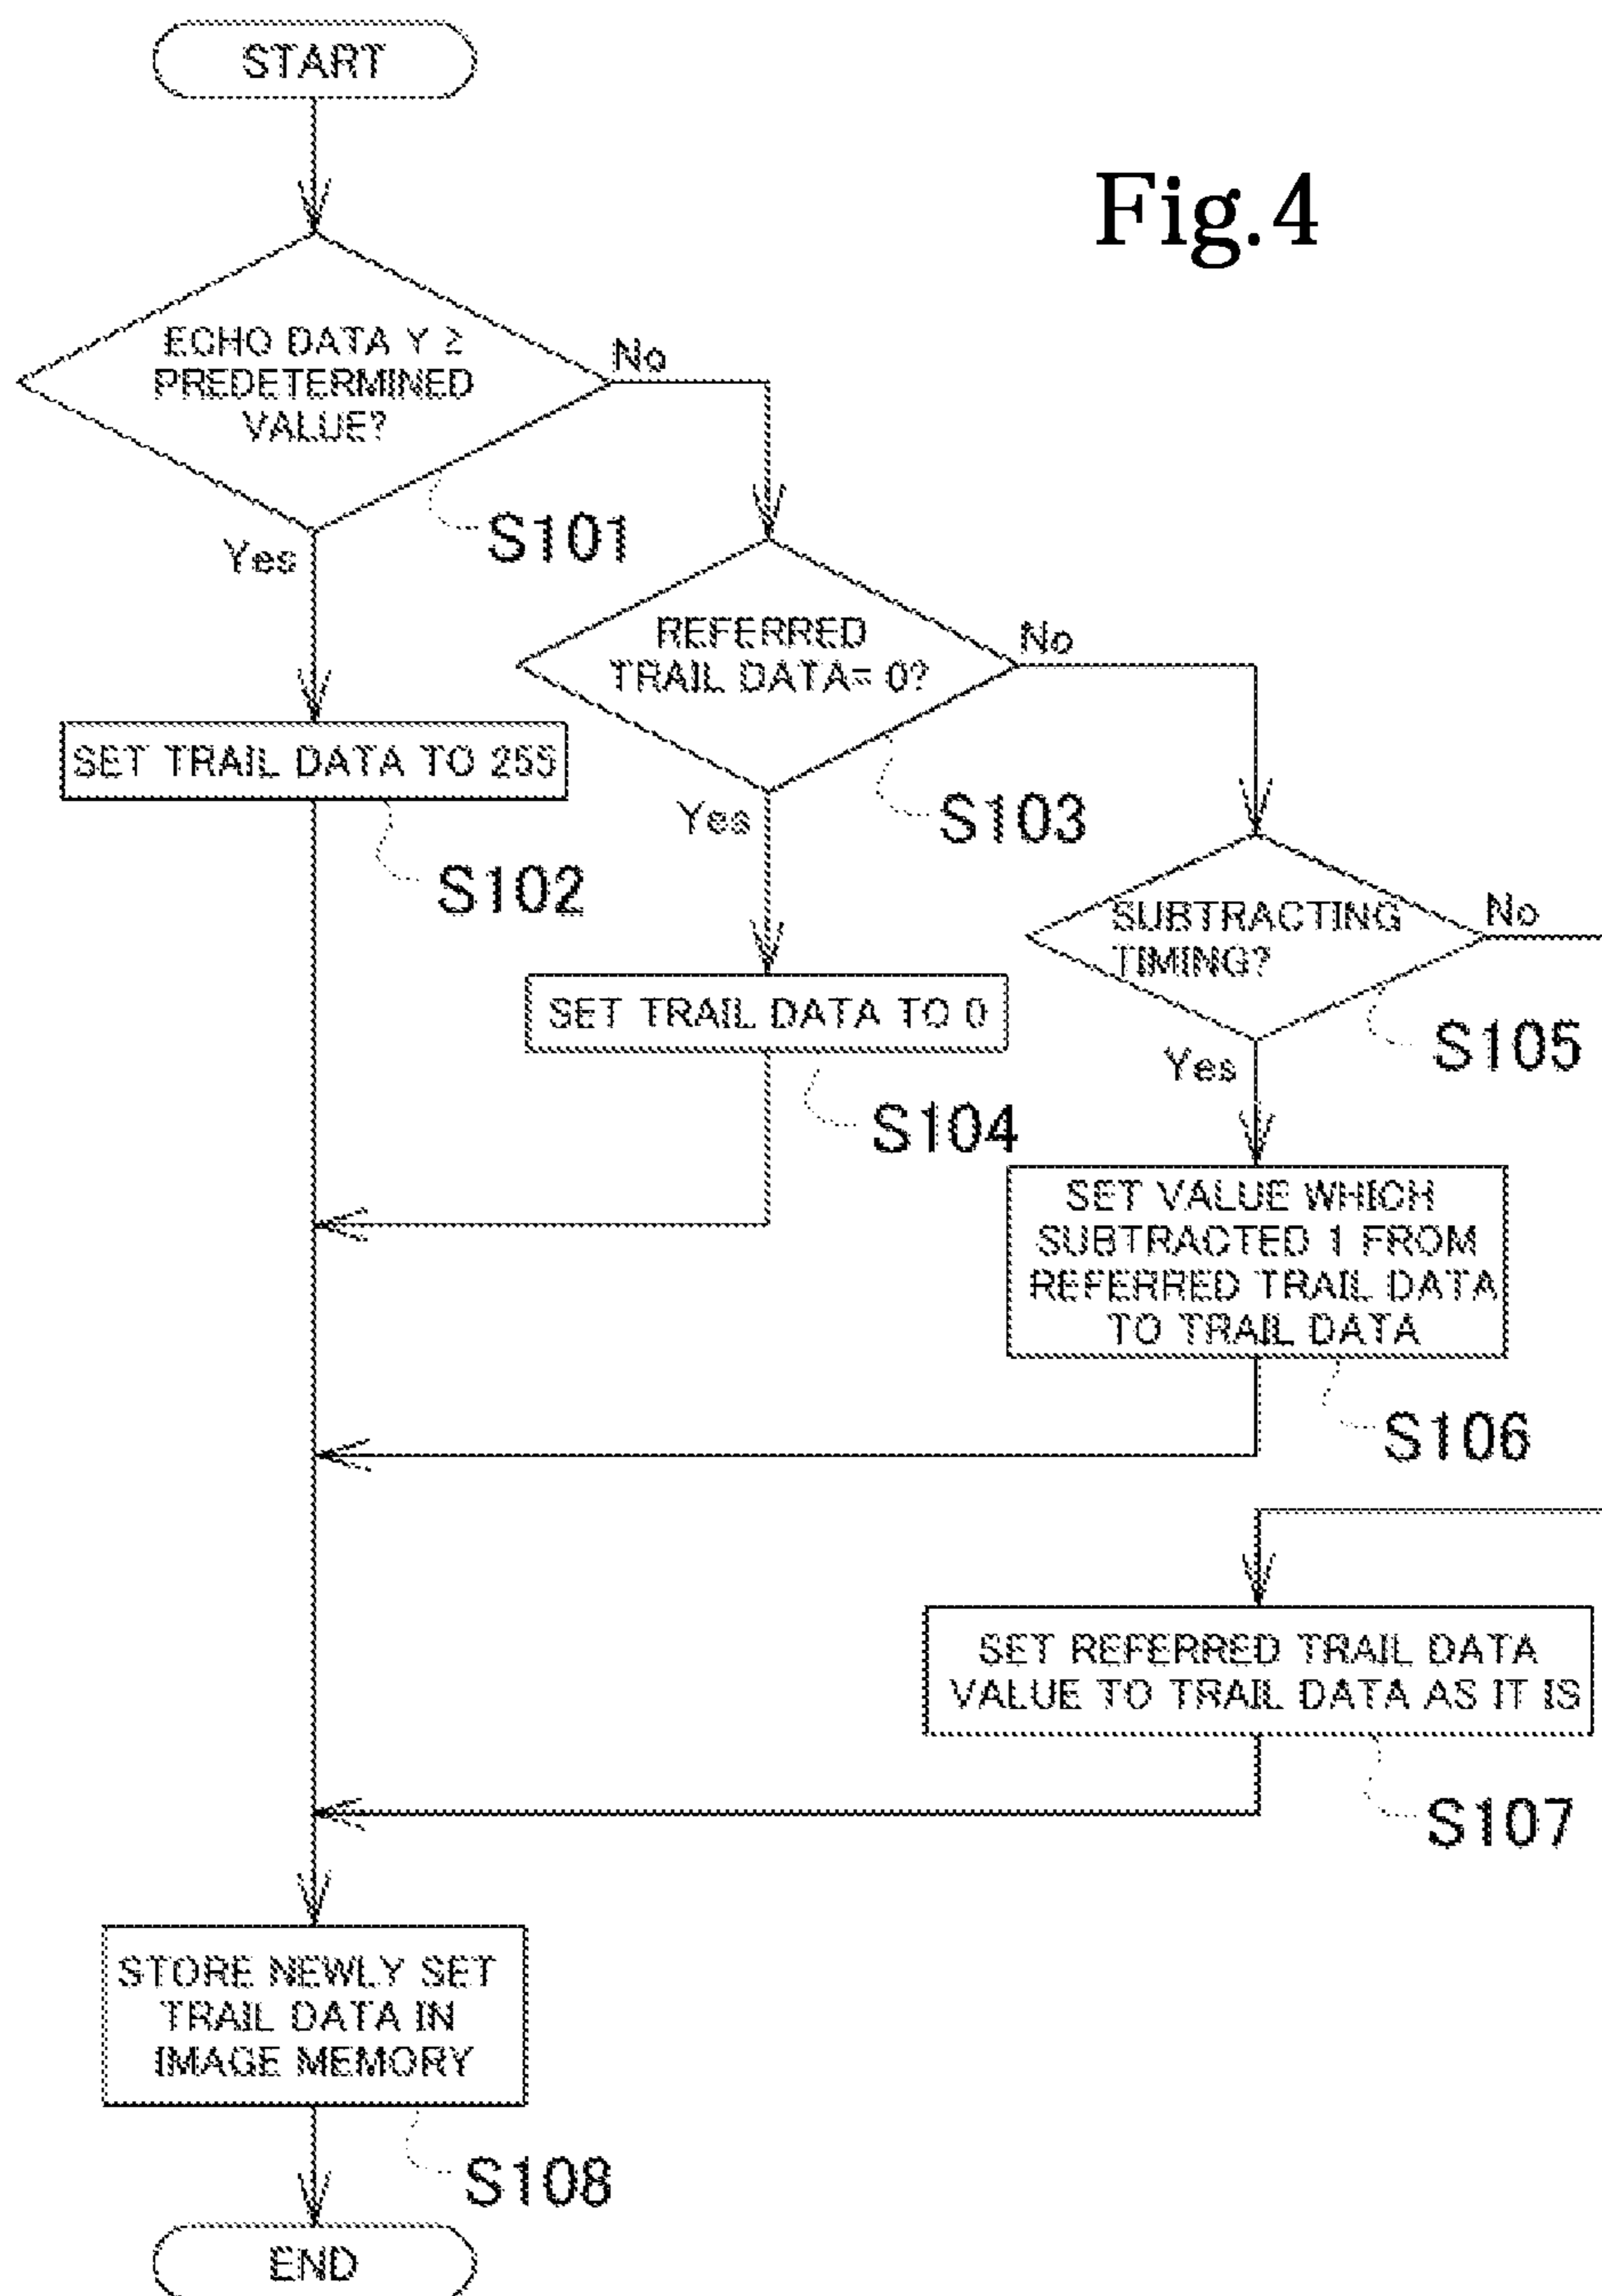 START
Fig.4
ECHO DATA Y ≥
PREDETERMINED
VALUE?
No
S101
Yes
REFERRED
TRAIL DATA= 0?
No
SET TRAIL DATA TO 255
S103
Yes
S102
SUBTRACTING
TIMING?
No
SET TRAIL DATA TO 0
S105
Yes
S104
SET VALUE WHICH
SUBTRACTED 1 FROM
REFERRED TRAIL DATA
TO TRAIL DATA
S106
SET REFERRED TRAIL DATA
VALUE TO TRAIL DATA AS IT IS
S107
STORE NEWLY SET
TRAIL DATA IN
IMAGE MEMORY
S108
END